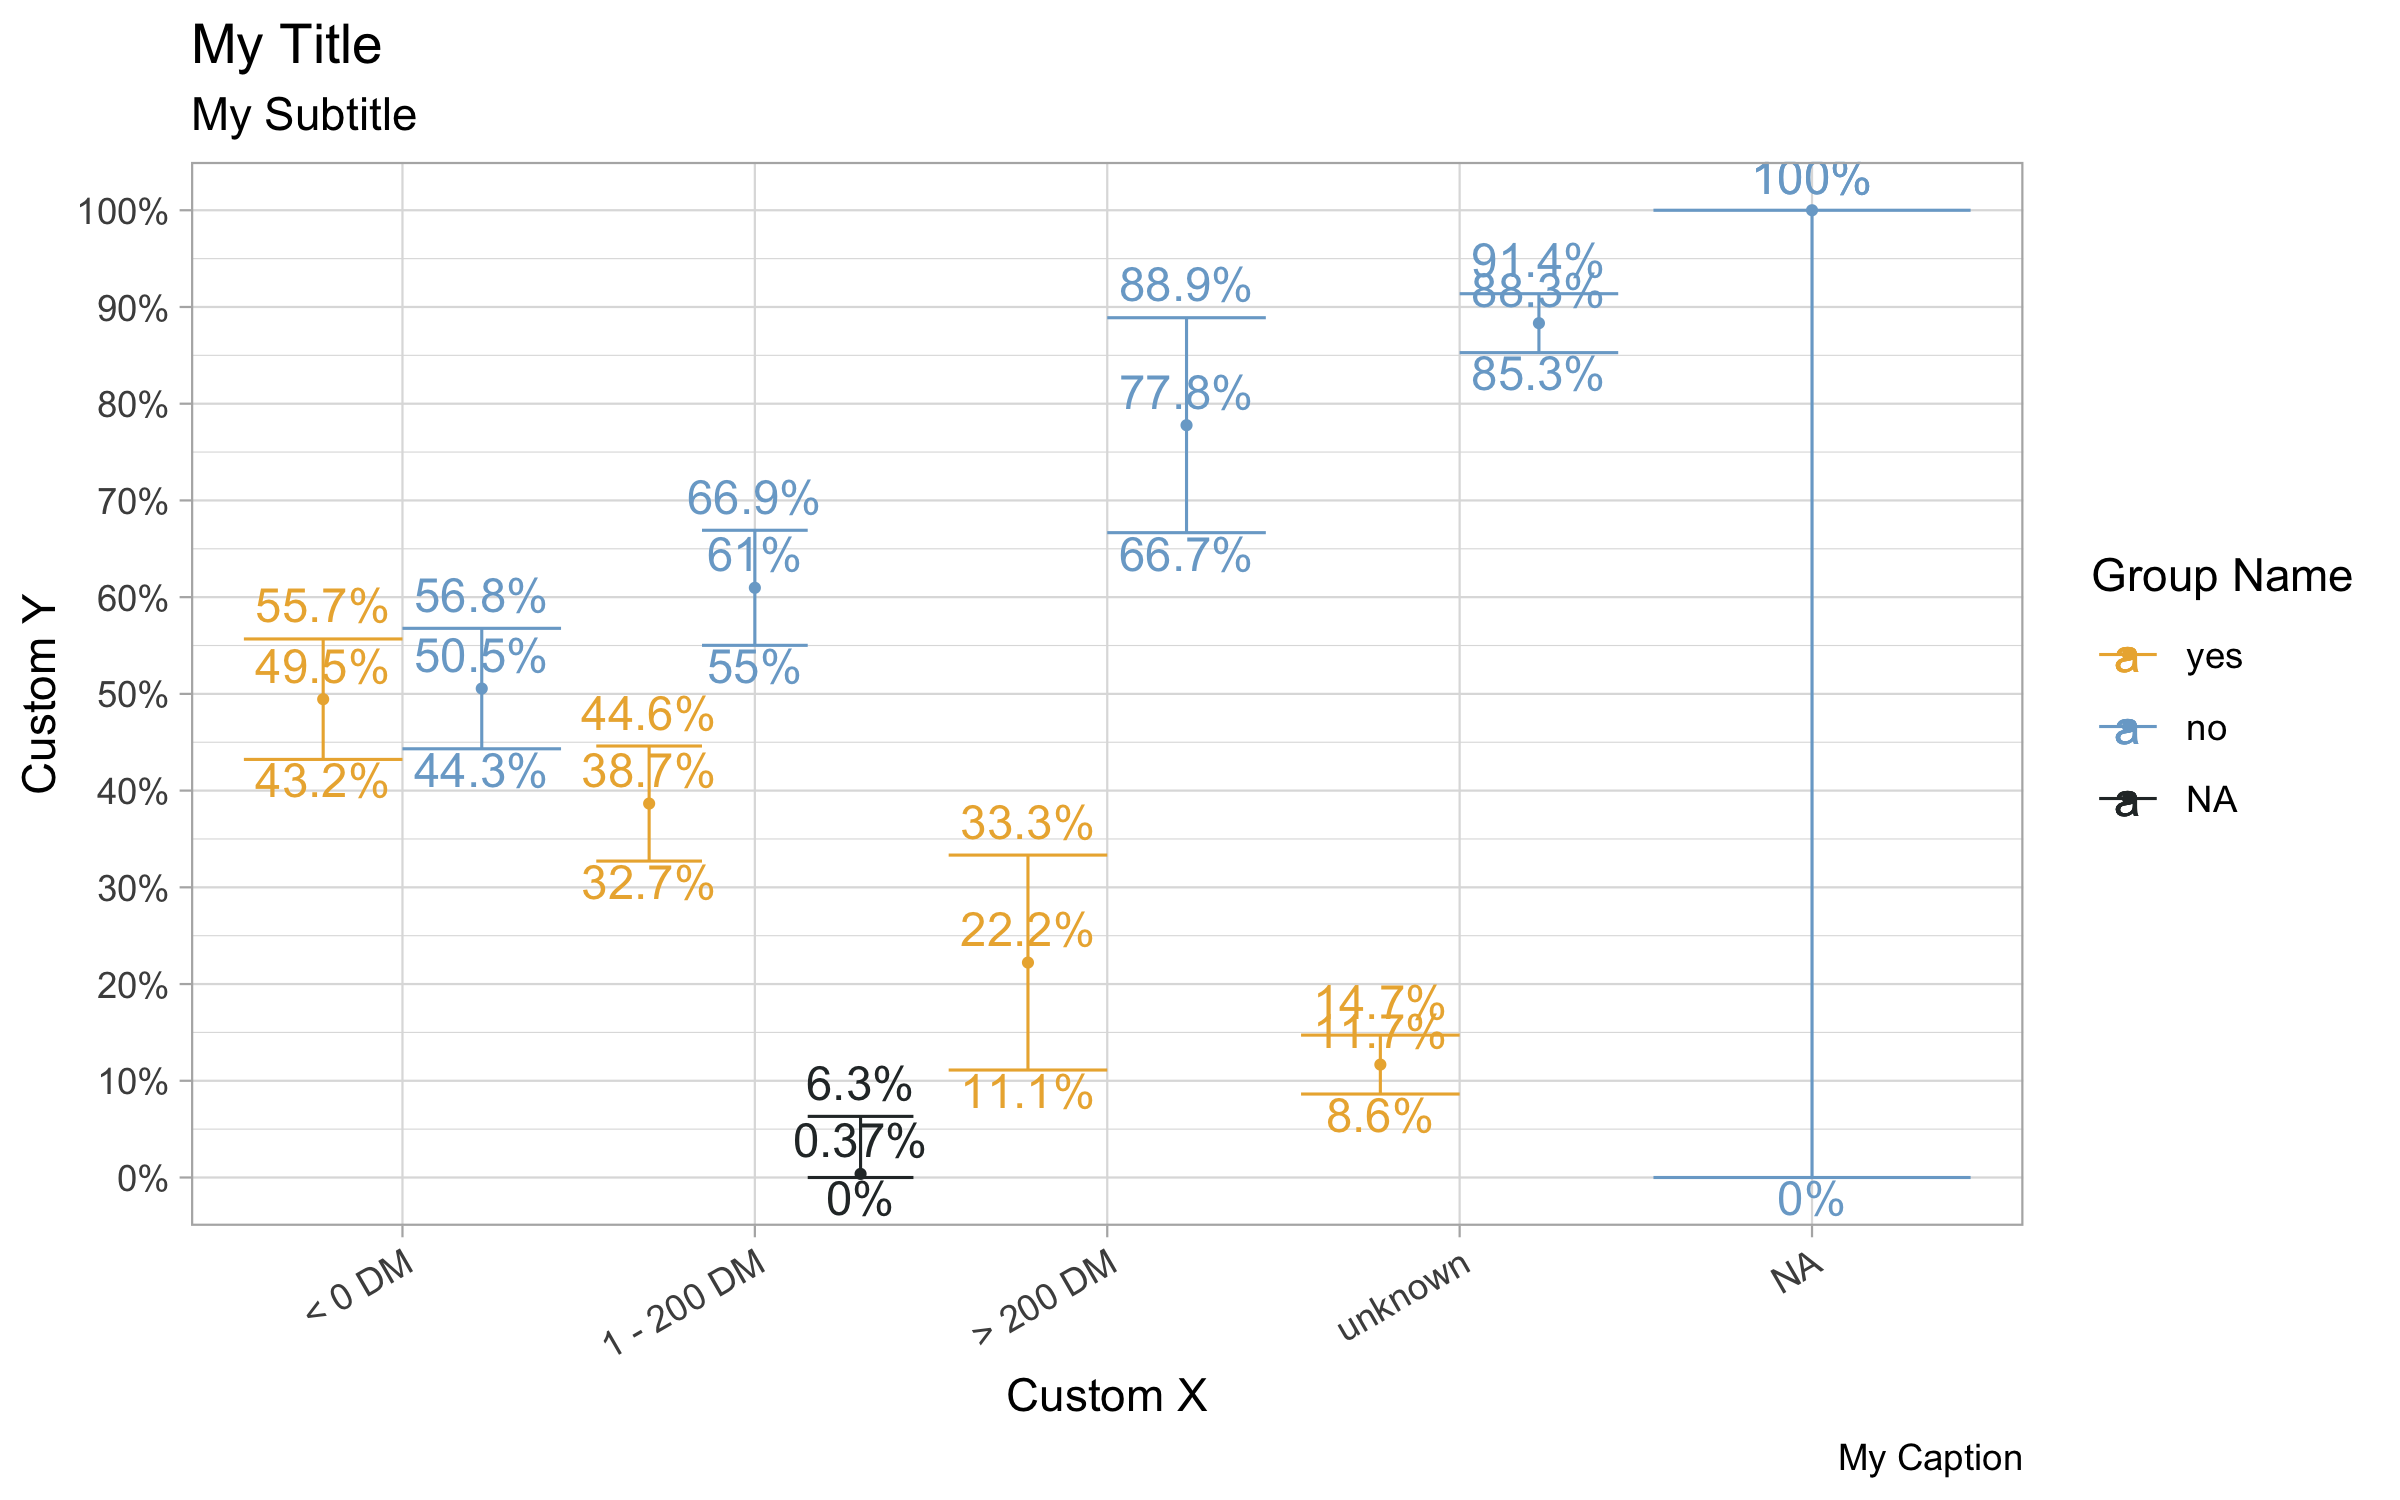 My Title
My Subtitle
Custom Y
100%
90%
80%
70%
60%
50%
40%
30%
20%
10%
0%
55.7%
49.5%
43.2%
56.8%
50.5%
44.3%
44.6%
38.7%
32.7%
66.9%
61%
55%
6.3%
0.37%
0%
33.3%
22.2%
11.1%
88.9%
77.8%
66.7%
14.7%
11.7%
8.6%
91.4%
88.3%
85.3%
100%
0%
< 0 DM
1 - 200 DM
> 200 DM
unknown
NA
Custom X
Group Name
a yes
a no
a NA
My Caption